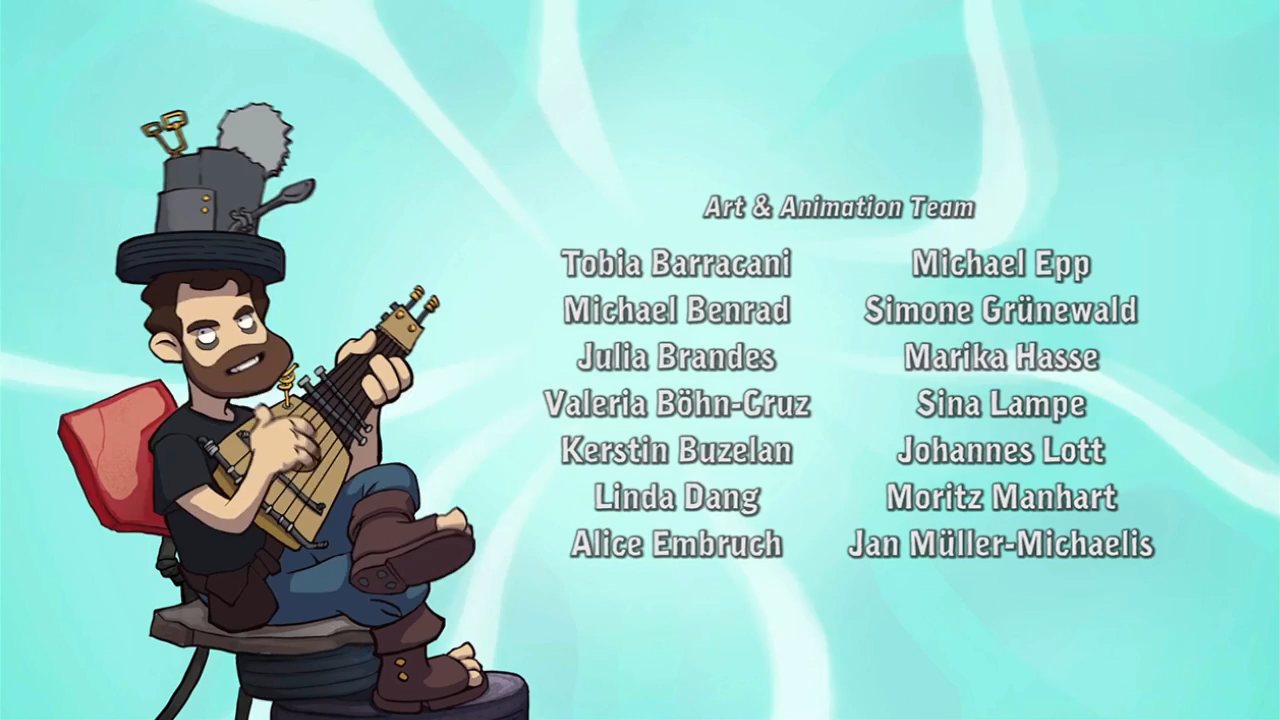 Art & Animation Team
Tobia Barracani
Michael Benrad
Julia Brandes
Valeria Böhn-Cruz
Kerstin Buzelan
Linda Dang
Alice Embruch
Michael Epp
Simone Grünewald
Marika Hasse
Sina Lampe
Johannes Lott
Moritz Manhart
Jan Müller-Michaelis